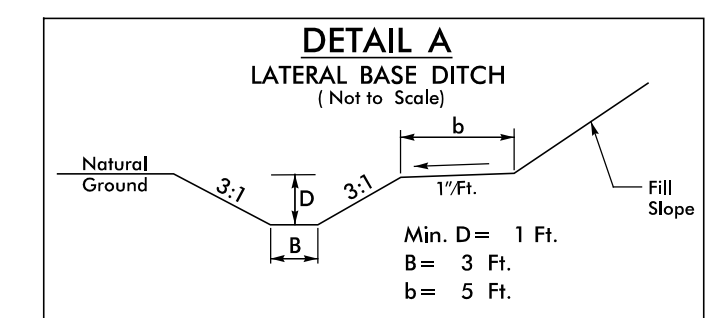 DETAIL A
LATERAL BASE DITCH
( Not to Scale)
b
Natural
Ground
3:1
D
3:1
1"/Ft.
Fill
Slope
B
Min. D = 1 Ft.
B = 3 Ft.
b = 5 Ft.